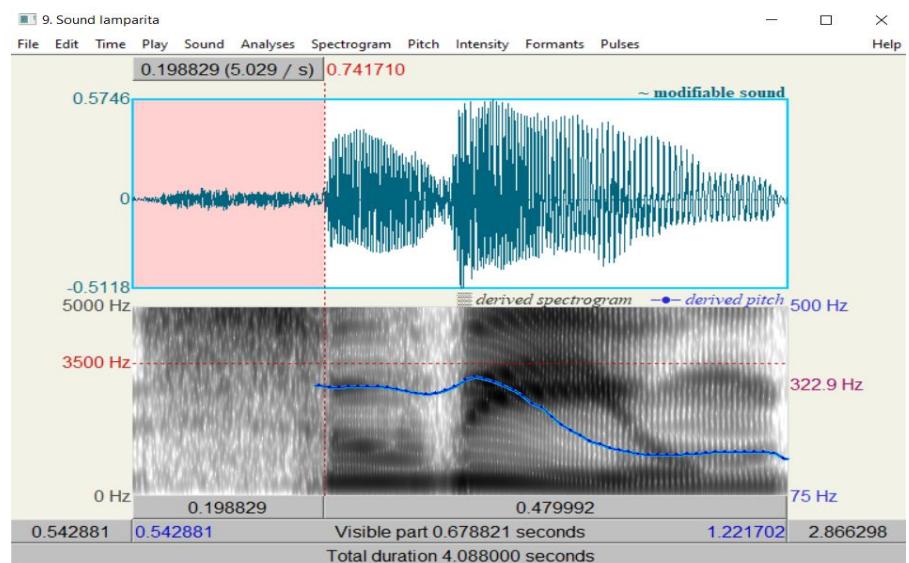 9. Sound lamparita
File Edit Time Play Sound Analyses Spectrogram Pitch Intensity Formants Pulses Help
0.198829 (5.029 / s) 0.741710
0.5746 ~ modifiable sound
0
-0.5118
derived spectrogram derived pitch
5000 Hz 500 Hz
3500 Hz
322.9 Hz
0 Hz 75 Hz
0.198829 0.479992
0.542881 0.542881 Visible part 0.678821 seconds 1.221702 2.866298
Total duration 4.088000 seconds